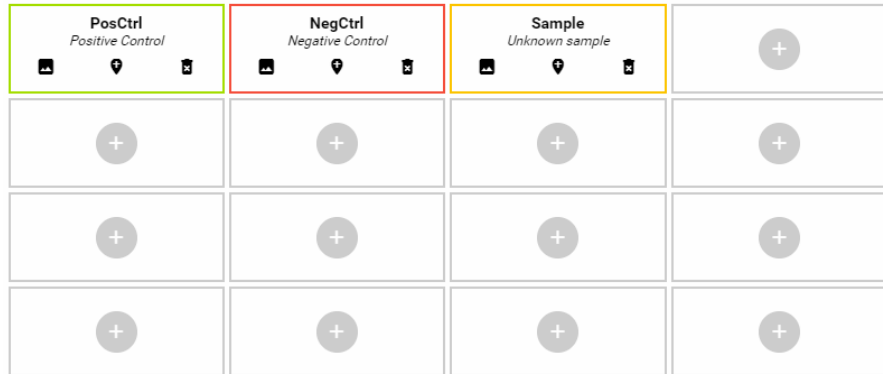 PosCtrl
Positive Control
NegCtrl
Negative Control
Sample
Unknown sample